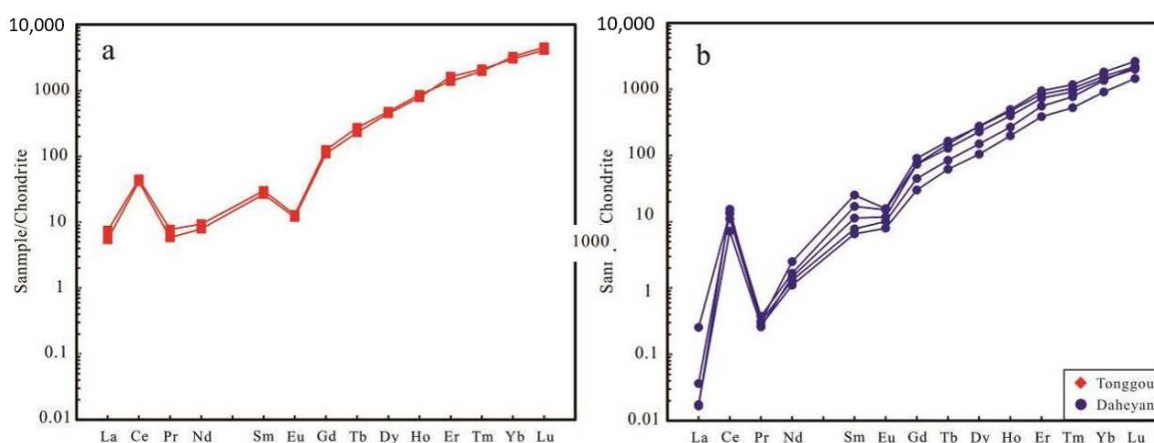 10,000
a
1000
100
10
1
0.1
0.01
Sanmple/Chondrite
La Ce Pr Nd Sm Eu Gd Tb Dy Ho Er Tm Yb Lu
1000
10,000
b
1000
100
10
1
0.1
0.01
/Chondrite
La Ce Pr Nd Sm Eu Gd Tb Dy Ho Er Tm Yb Lu
Tonggou
Daheyan